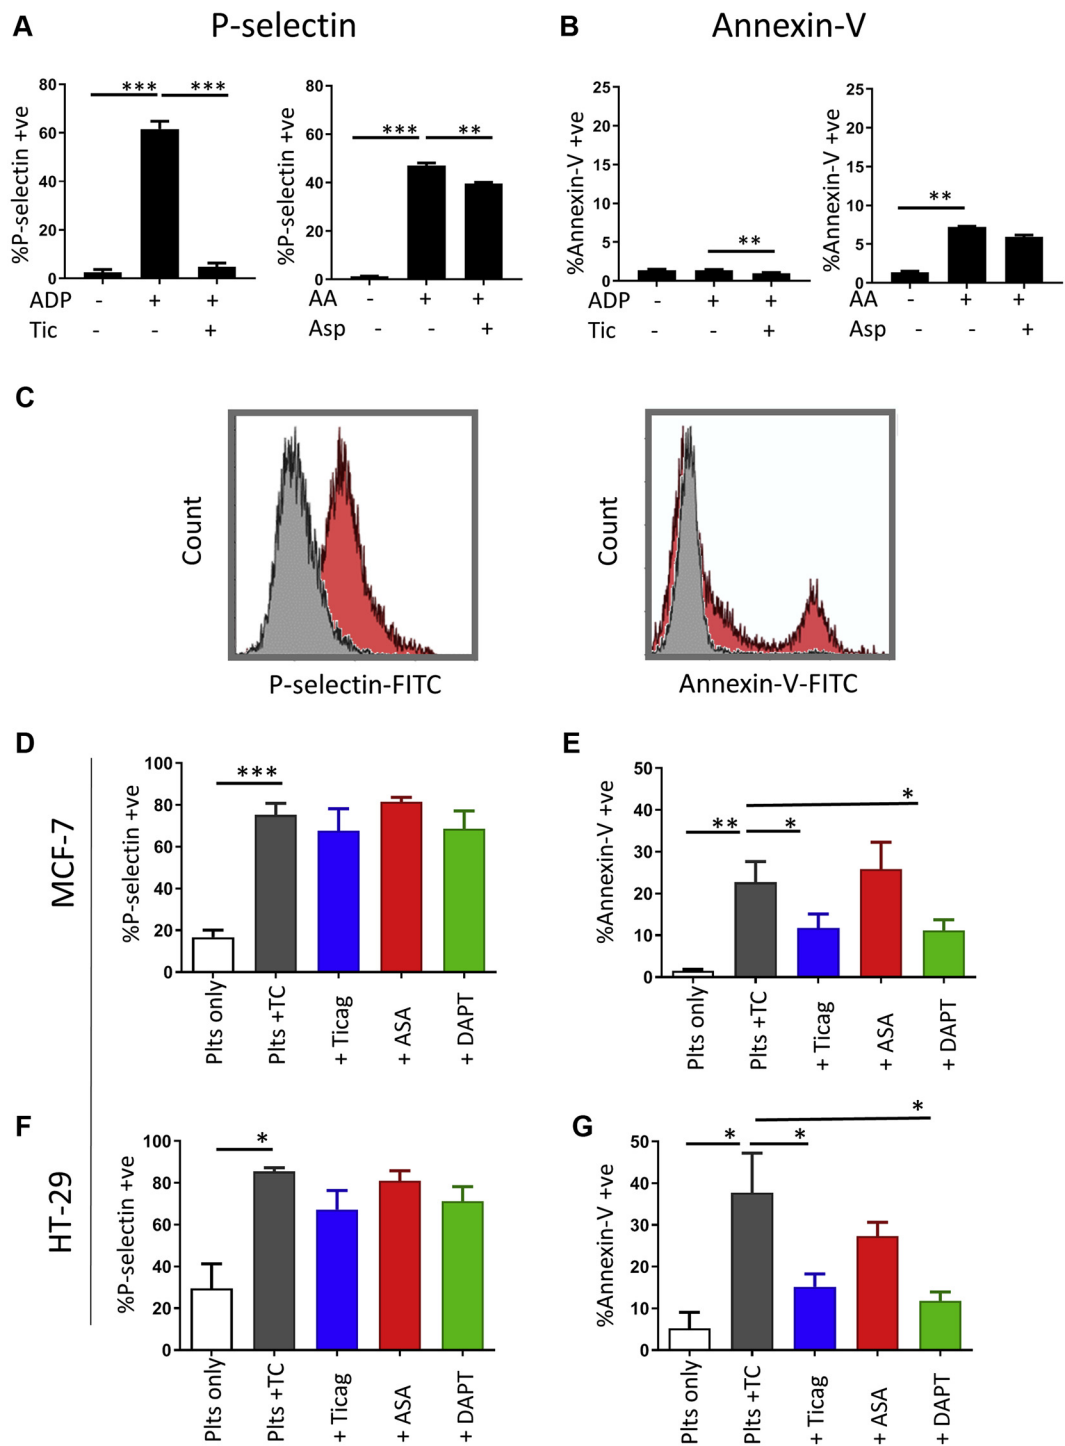 A
P-selectin
B
Annexin-V
%P-selectin +ve
80
60
40
20
0
***
***
ADP - + +
Tic - - +
%P-selectin +ve
80
60
40
20
0
***
**
AA - + +
Asp - - +
%Annexin-V +ve
25
20
15
10
5
0
**
ADP - + +
Tic - - +
%Annexin-V +ve
25
20
15
10
5
0
**
AA - + +
Asp - - +
C
Count
P-selectin-FITC
Count
Annexin-V-FITC
MCF-7
D
%P-selectin +ve
100
80
60
40
20
0
***
Plts only
Plts +TC
+ Ticag
+ ASA
+ DAPT
E
%Annexin-V +ve
50
40
30
20
10
0
**
*
*
Plts only
Plts +TC
+ Ticag
+ ASA
+ DAPT
HT-29
F
%P-selectin +ve
100
80
60
40
20
0
*
Plts only
Plts +TC
+ Ticag
+ ASA
+ DAPT
G
%Annexin-V +ve
50
40
30
20
10
0
*
*
*
Plts only
Plts +TC
+ Ticag
+ ASA
+ DAPT